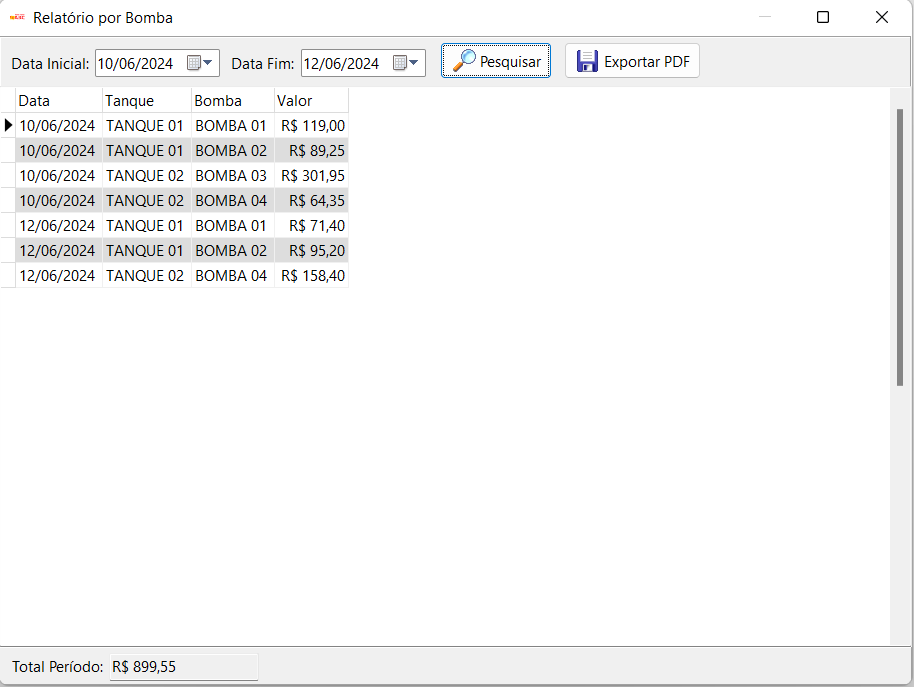 Relatório por Bomba
Data Inicial: 10/06/2024 Data Fim: 12/06/2024 Pesquisar Exportar PDF
Data Tanque Bomba Valor
10/06/2024 TANQUE 01 BOMBA 01 R$ 119,00
10/06/2024 TANQUE 01 BOMBA 02 R$ 89,25
10/06/2024 TANQUE 02 BOMBA 03 R$ 301,95
10/06/2024 TANQUE 02 BOMBA 04 R$ 64,35
12/06/2024 TANQUE 01 BOMBA 01 R$ 71,40
12/06/2024 TANQUE 01 BOMBA 02 R$ 95,20
12/06/2024 TANQUE 02 BOMBA 04 R$ 158,40
Total Período: R$ 899,55